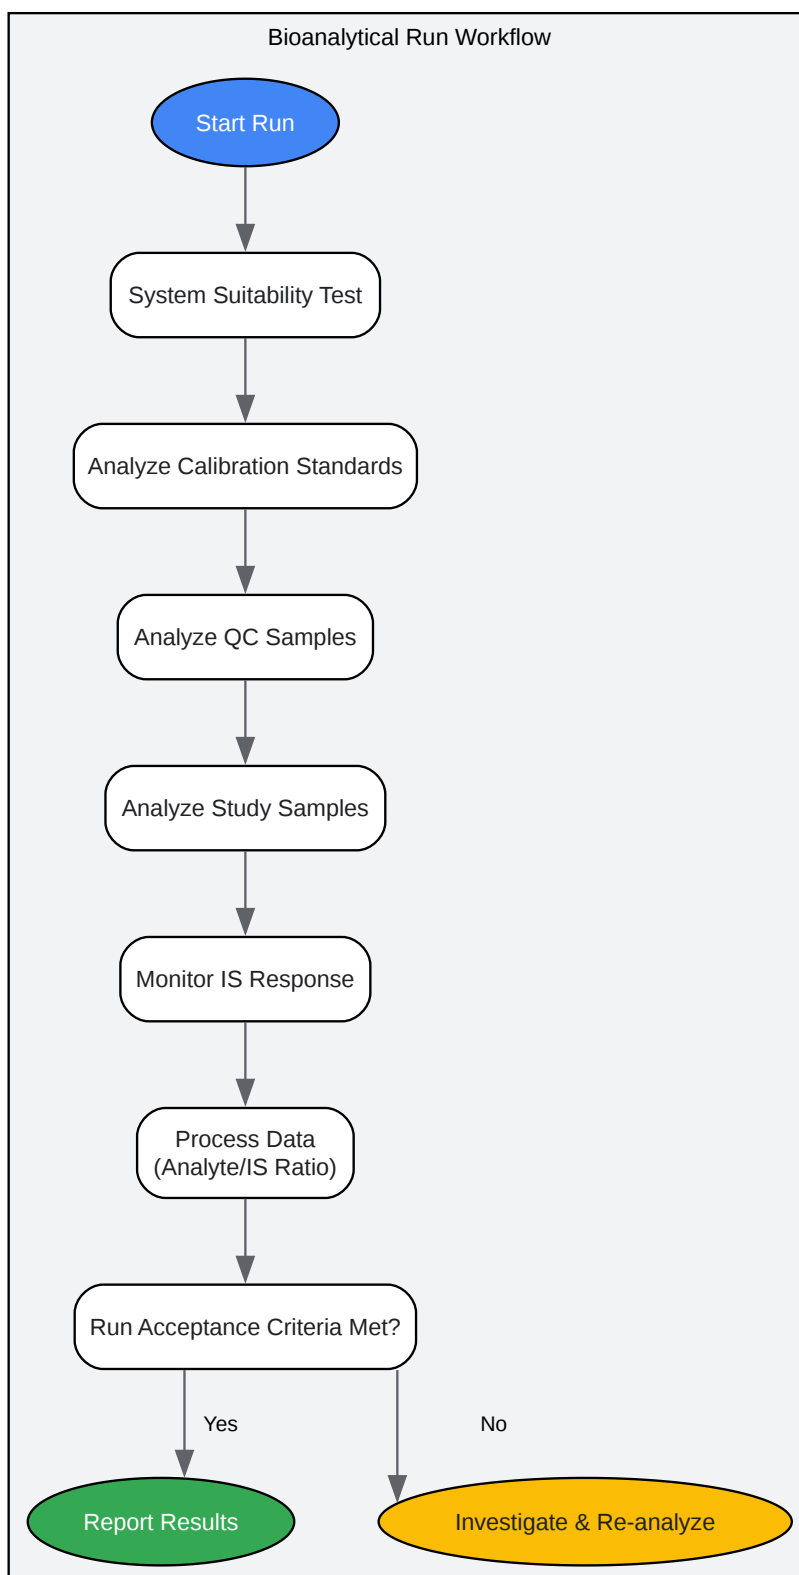 Bioanalytical Run Workflow
Start Run
System Suitability Test
Analyze Calibration Standards
Analyze QC Samples
Analyze Study Samples
Monitor IS Response
Process Data
(Analyte/IS Ratio)
Run Acceptance Criteria Met?
Yes
No
Report Results
Investigate & Re-analyze